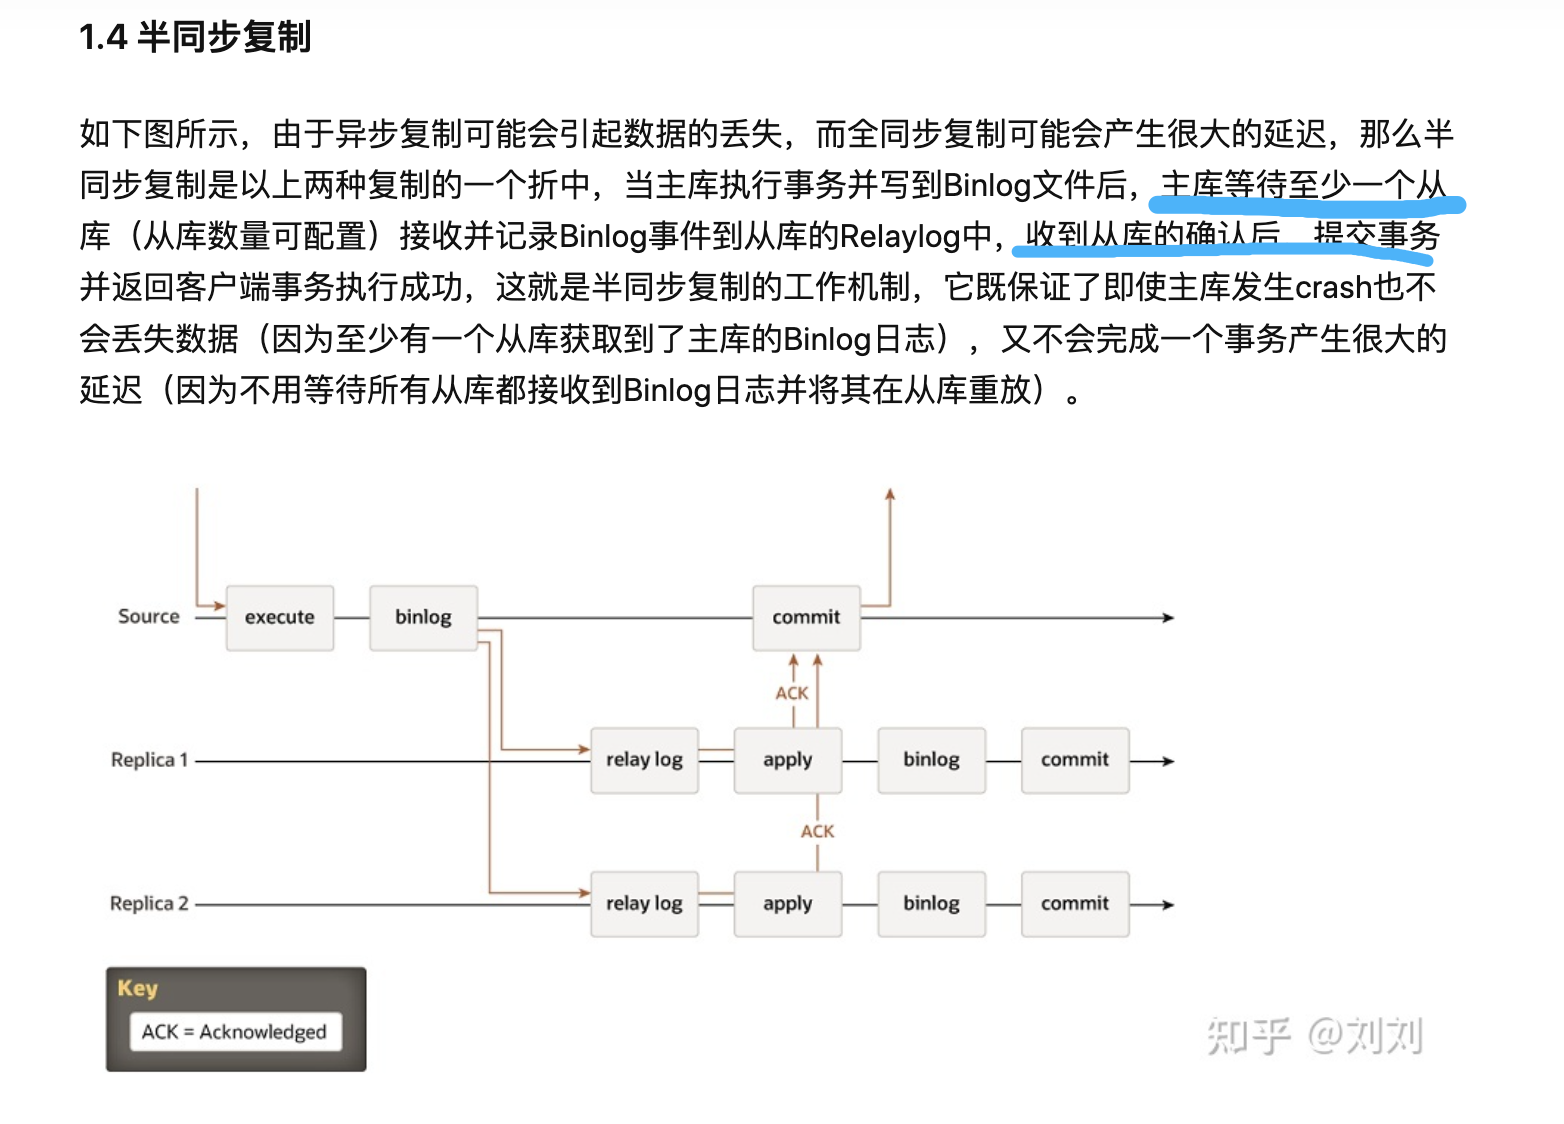 1.4 半同步复制
如下图所示，由于异步复制可能会引起数据的丢失，而全同步复制可能会产生很大的延迟，那么半
同步复制是以上两种复制的一个折中，当主库执行事务并写到Binlog文件后，主库等待至少一个从
库（从库数量可配置）接收并记录Binlog事件到从库的Relaylog中，收到从库的确认后，提交事务
并返回客户端事务执行成功，这就是半同步复制的工作机制，它既保证了即使主库发生crash也不
会丢失数据（因为至少有一个从库获取到了主库的Binlog日志），又不会完成一个事务产生很大的
延迟（因为不用等待所有从库都接收到Binlog日志并将其在从库重放）。
Source execute binlog commit
ACK
Replica 1 relay log apply binlog commit
ACK
Replica 2 relay log apply binlog commit
Key
ACK = Acknowledged
知乎 @刘刘